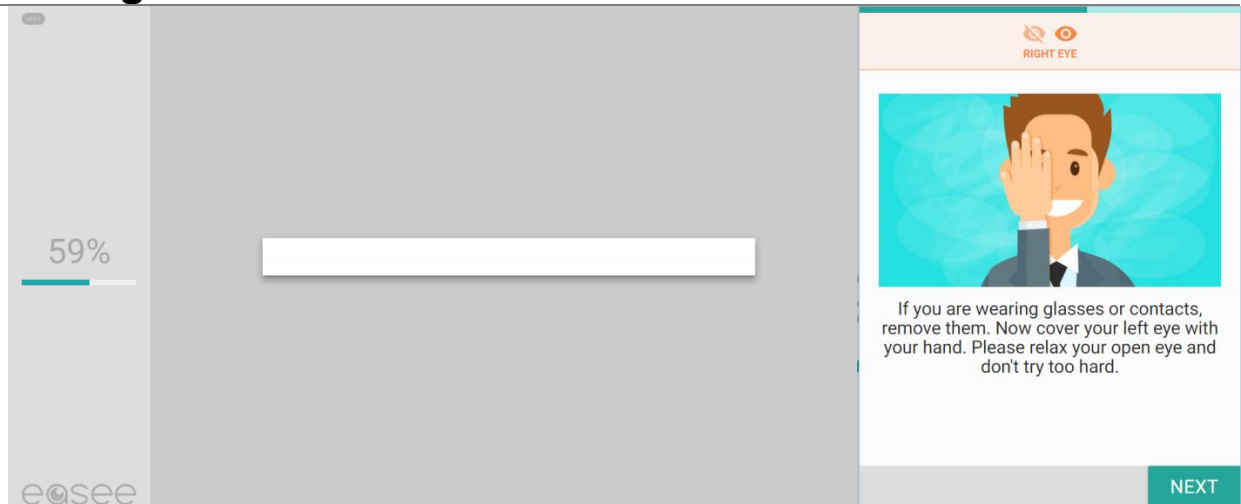 59%
easee
RIGHT EYE
If you are wearing glasses or contacts,
remove them. Now cover your left eye with
your hand. Please relax your open eye and
don't try too hard.
NEXT